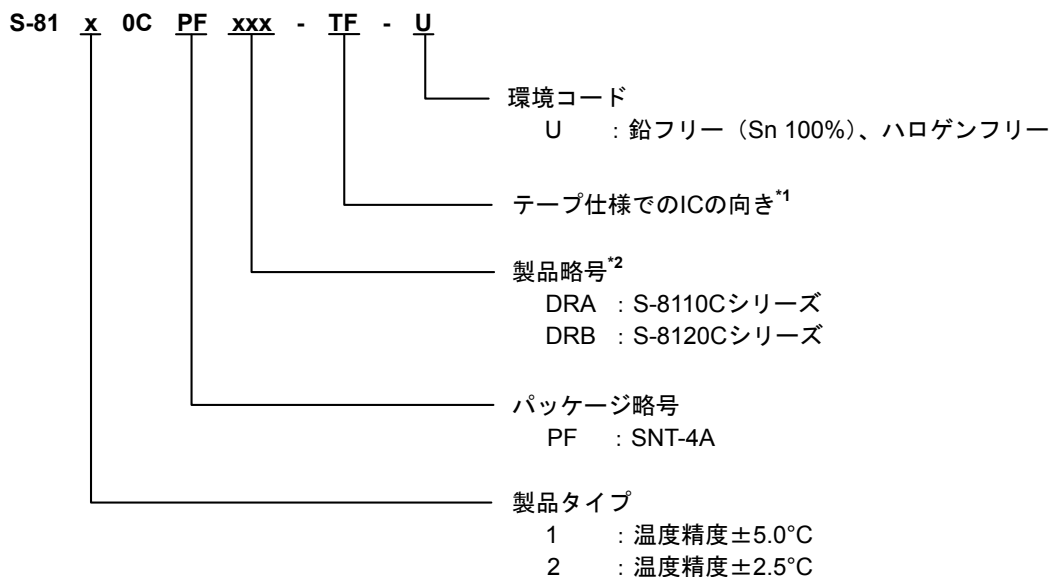 S-81 x 0C PF xxx - TF - U
環境コード
U : 鉛フリー（Sn 100%）、ハロゲンフリー
テープ仕様でのICの向き*1
製品略号*2
DRA : S-8110Cシリーズ
DRB : S-8120Cシリーズ
パッケージ略号
PF : SNT-4A
製品タイプ
1 : 温度精度±5.0°C
2 : 温度精度±2.5°C